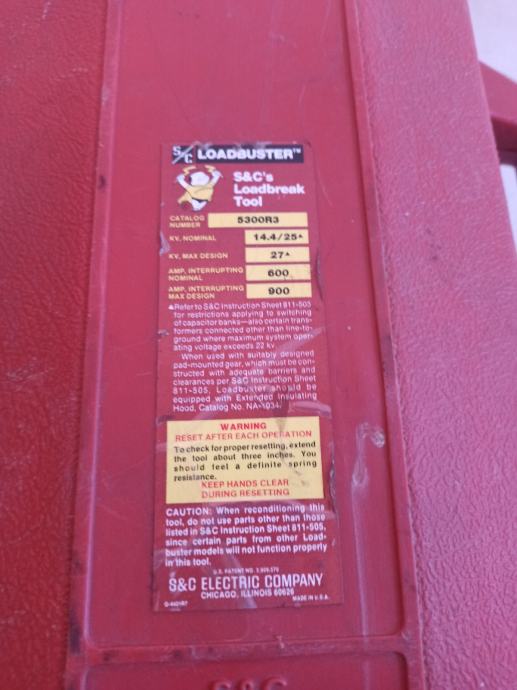 S/C LOADBUSTER™
S&C's
Loadbreak
Tool
CATALOG
NUMBER 5300R3
KV, NOMINAL 14.4/25▲
KV, MAX DESIGN 27▲
AMP, INTERRUPTING
NOMINAL 600
AMP, INTERRUPTING
MAX DESIGN 900
▲Refer to S&C Instruction Sheet 811-503
for restrictions applying to switching
of capacitor banks—also certain trans-
formers connected other than line-to-
ground where maximum system oper-
ating voltage exceeds 22 kv.
When used with suitably designed
pad-mounted gear, which must be con-
structed with adequate barriers and
clearances per S&C Instruction Sheet
811-505, Loadbuster should be
equipped with Extended Insulating
Hood, Catalog No. NA-1034.
WARNING
RESET AFTER EACH OPERATION
To check for proper resetting, extend
the tool about three inches. You
should feel a definite spring
resistance.
KEEP HANDS CLEAR
DURING RESETTING
CAUTION: When reconditioning this
tool, do not use parts other than those
listed in S&C Instruction Sheet 811-505,
since certain parts from other Load-
buster models will not function properly
in this tool.
U.S. PATENT NO.
S&C ELECTRIC COMPANY
CHICAGO, ILLINOIS 60626
MADE IN U.S.A.
S&C